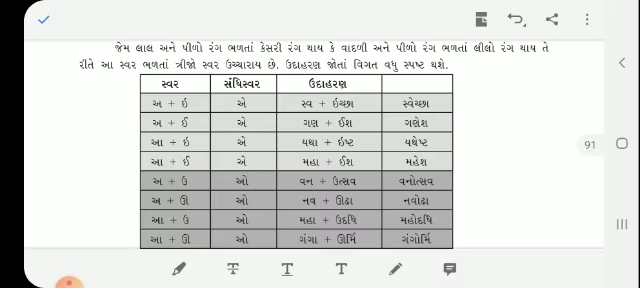 જેમ લાલ અને પીળો રંગ ભળતાં કેસરી રંગ થાય કે વાદળી અને પીળો રંગ ભળતાં લીલો રંગ થાય તે
રીતે આ સ્વર ભળતાં ત્રીજો સ્વર ઉચ્ચારાય છે. ઉદાહરણ જોતાં વિગત વધુ સ્પષ્ટ થશે.
સ્વર સંધિસ્વર ઉદાહરણ
અ + ઇ એ સ્વ + ઇચ્છા સ્વેચ્છા
અ + ઈ એ ગણ + ઈશ ગણેશ
આ + ઇ એ યથા + ઇષ્ટ યથેષ્ટ
આ + ઈ એ મહા + ઈશ મહેશ
અ + ઉ ઓ વન + ઉત્સવ વનોત્સવ
અ + ઊ ઓ નવ + ઊઢા નવોઢા
આ + ઉ ઓ મહા + ઉદધિ મહોદધિ
આ + ઊ ઓ ગંગા + ઊર્મિ ગંગોર્મિ
91